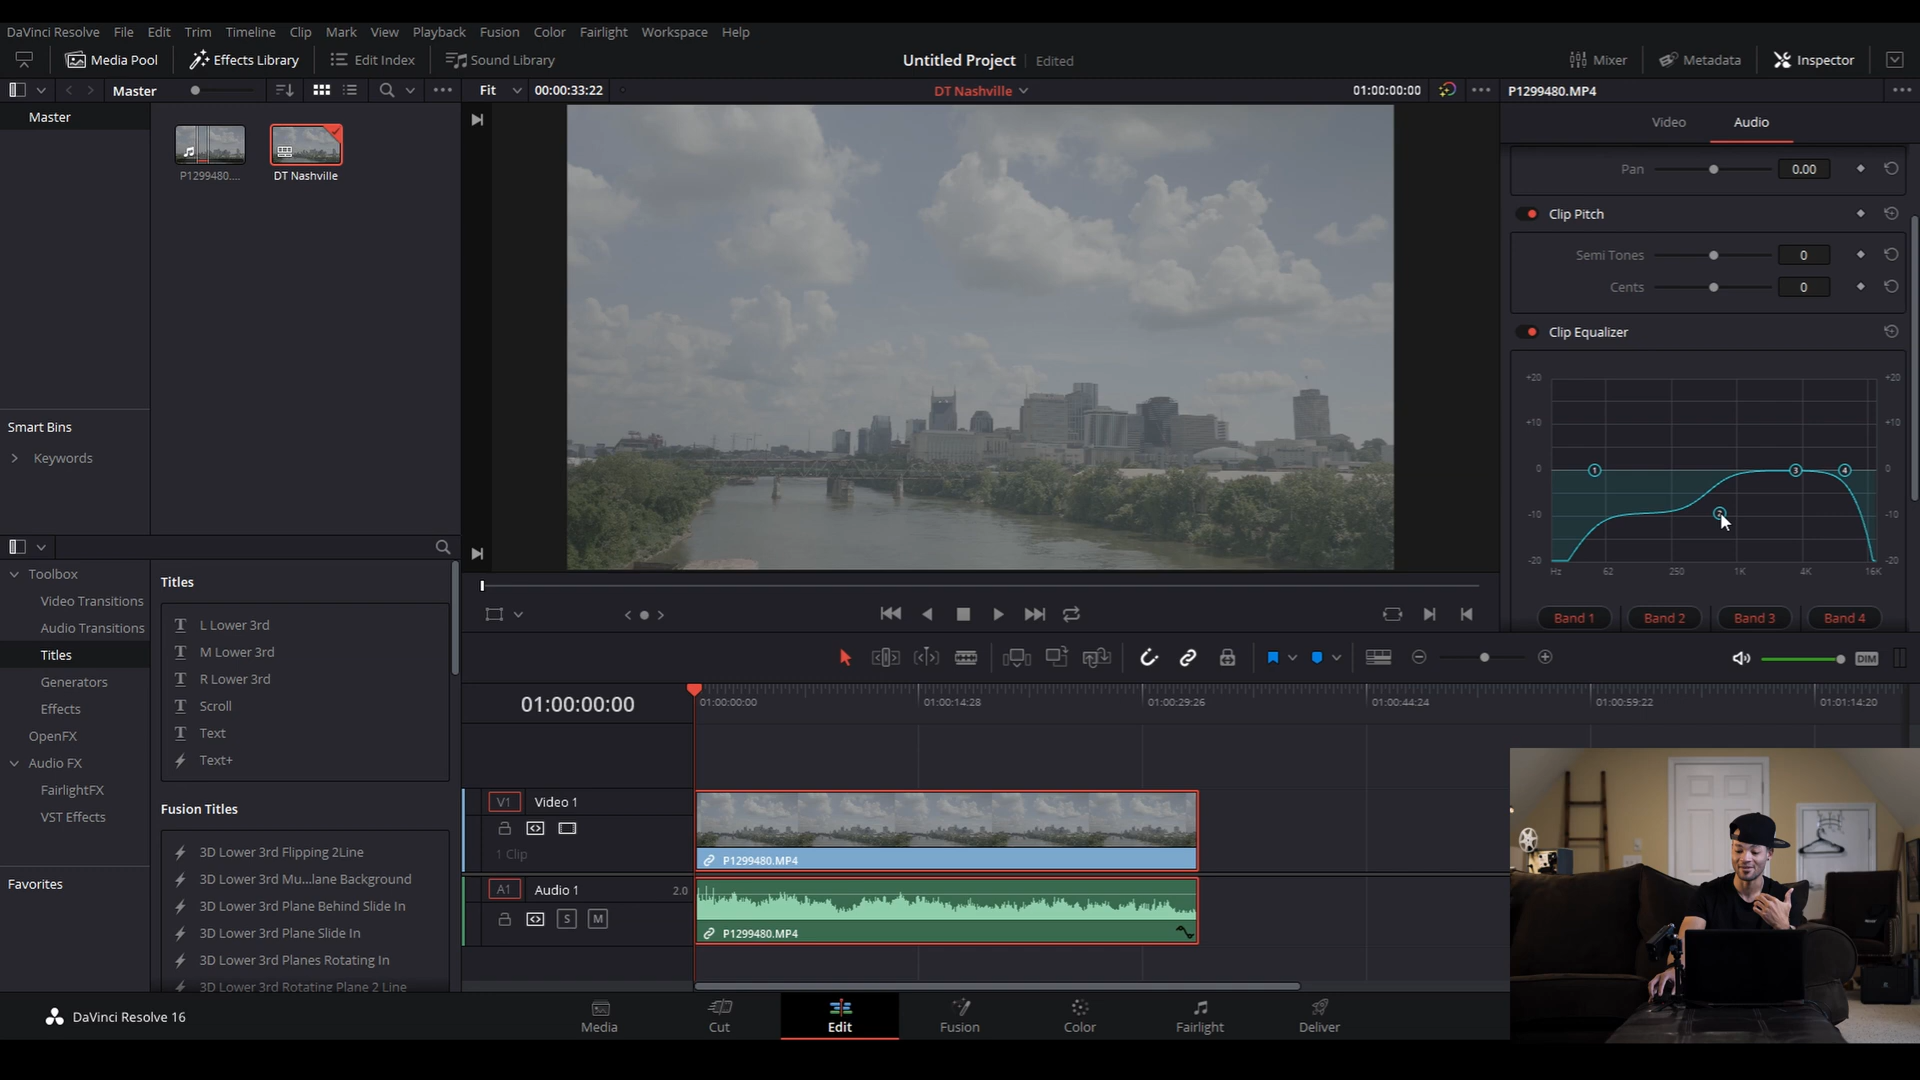 DaVinci Resolve File Edit Trim Timeline Clip Mark View Playback Fusion Color Fairlight Workspace Help
Media Pool Effects Library Edit Index Sound Library Untitled Project Edited Mixer Metadata Inspector
Master Fit 00:00:33:22 DT Nashville 01:00:00:00 P1299480.MP4
Master
P1299480.... DT Nashville
Video Audio
Pan 0.00
Clip Pitch
Semi Tones 0
Cents 0
Clip Equalizer
+20 +20
+10 +10
0 1 3 4 0
-10 -10
-20 -20
Hz 62 250 1K 4K 16K
Band 1 Band 2 Band 3 Band 4
Smart Bins
Keywords
Toolbox
Video Transitions
Audio Transitions
Titles
Generators
Effects
OpenFX
Audio FX
FairlightFX
VST Effects
Favorites
Titles
L Lower 3rd
M Lower 3rd
R Lower 3rd
Scroll
Text
Text+
Fusion Titles
3D Lower 3rd Flipping 2Line
3D Lower 3rd Mu...lane Background
3D Lower 3rd Plane Behind Slide In
3D Lower 3rd Plane Slide In
3D Lower 3rd Planes Rotating In
3D Lower 3rd Rotating Plane 2 Line
DIM
01:00:00:00 01:00:00:00 01:00:14:28 01:00:29:26 01:00:44:24 01:00:59:22 01:01:14:20
V1 Video 1
1 Clip
P1299480.MP4
A1 Audio 1 2.0
S M
P1299480.MP4
DaVinci Resolve 16
Media Cut Edit Fusion Color Fairlight Deliver